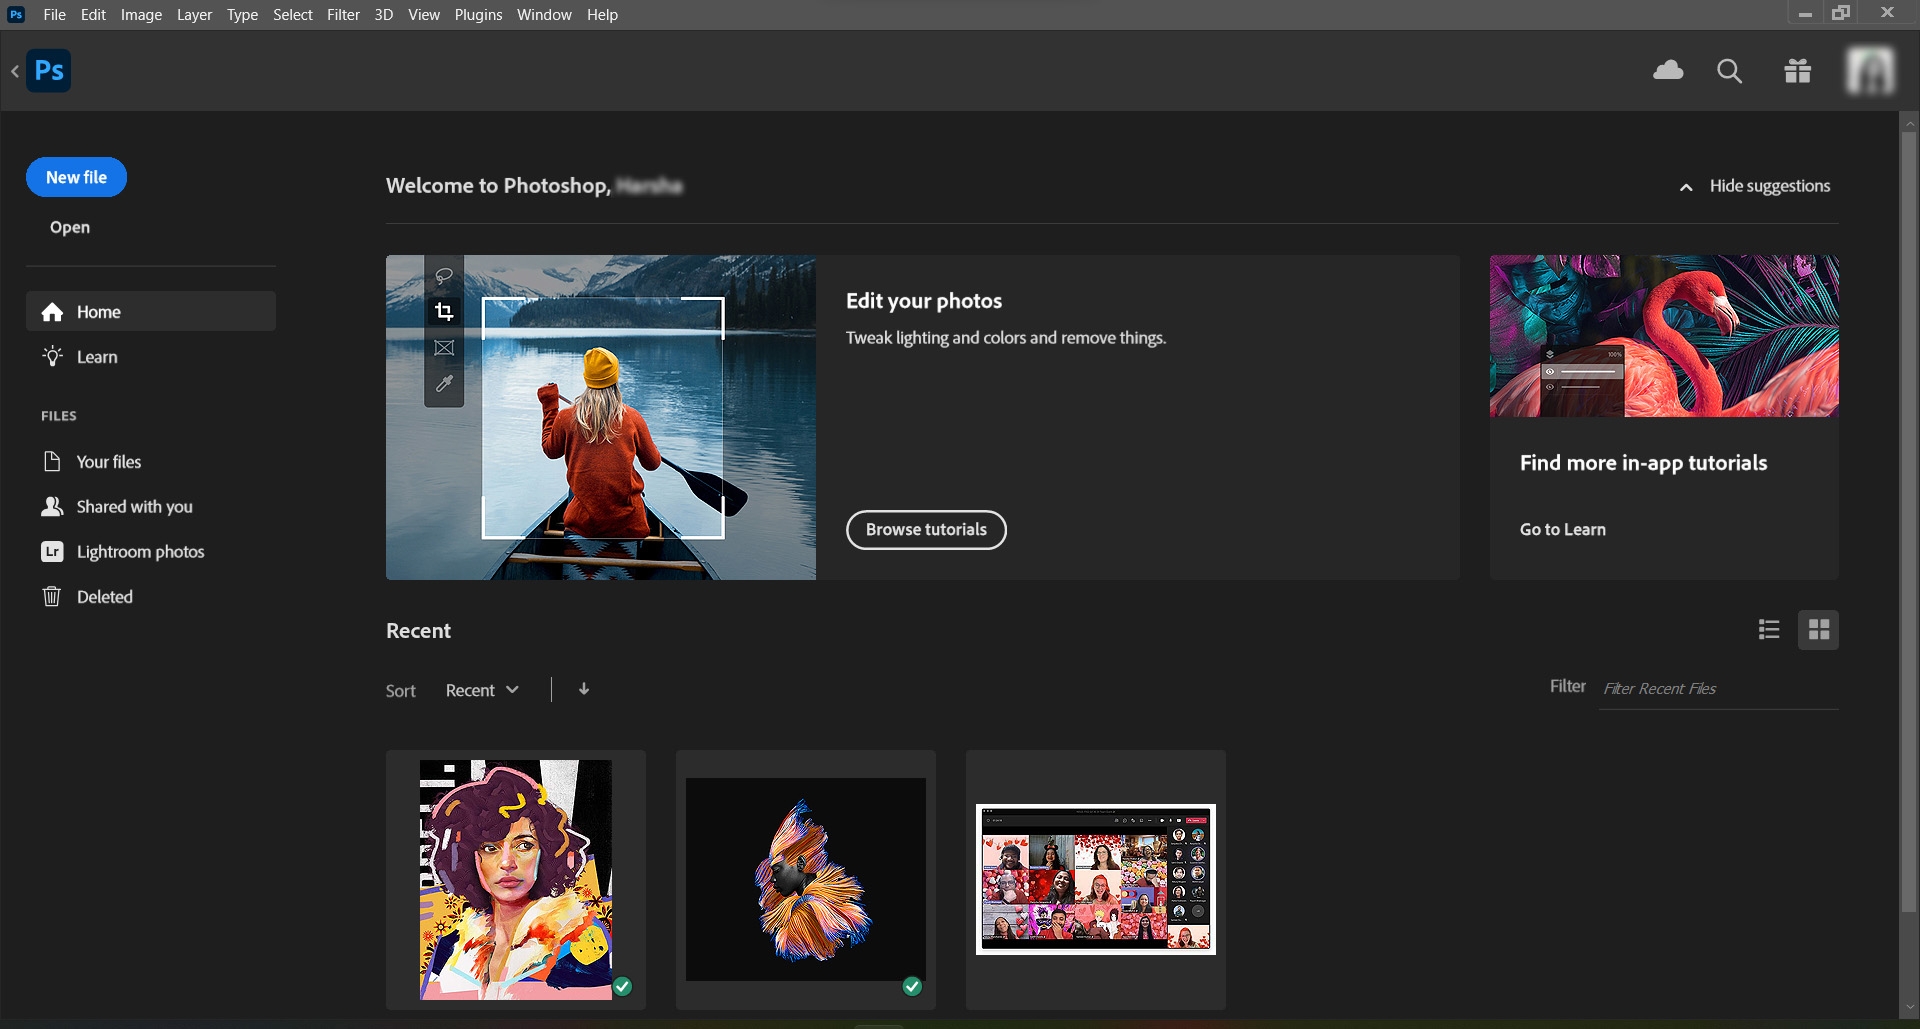 Ps File Edit Image Layer Type Select Filter 3D View Plugins Window Help
Ps
New file
Open
Home
Learn
FILES
Your files
Shared with you
Lr Lightroom photos
Deleted
Welcome to Photoshop, Harsha
Hide suggestions
Edit your photos
Tweak lighting and colors and remove things.
Browse tutorials
100%
Find more in-app tutorials
Go to Learn
Recent
Sort Recent
Filter Filter Recent Files